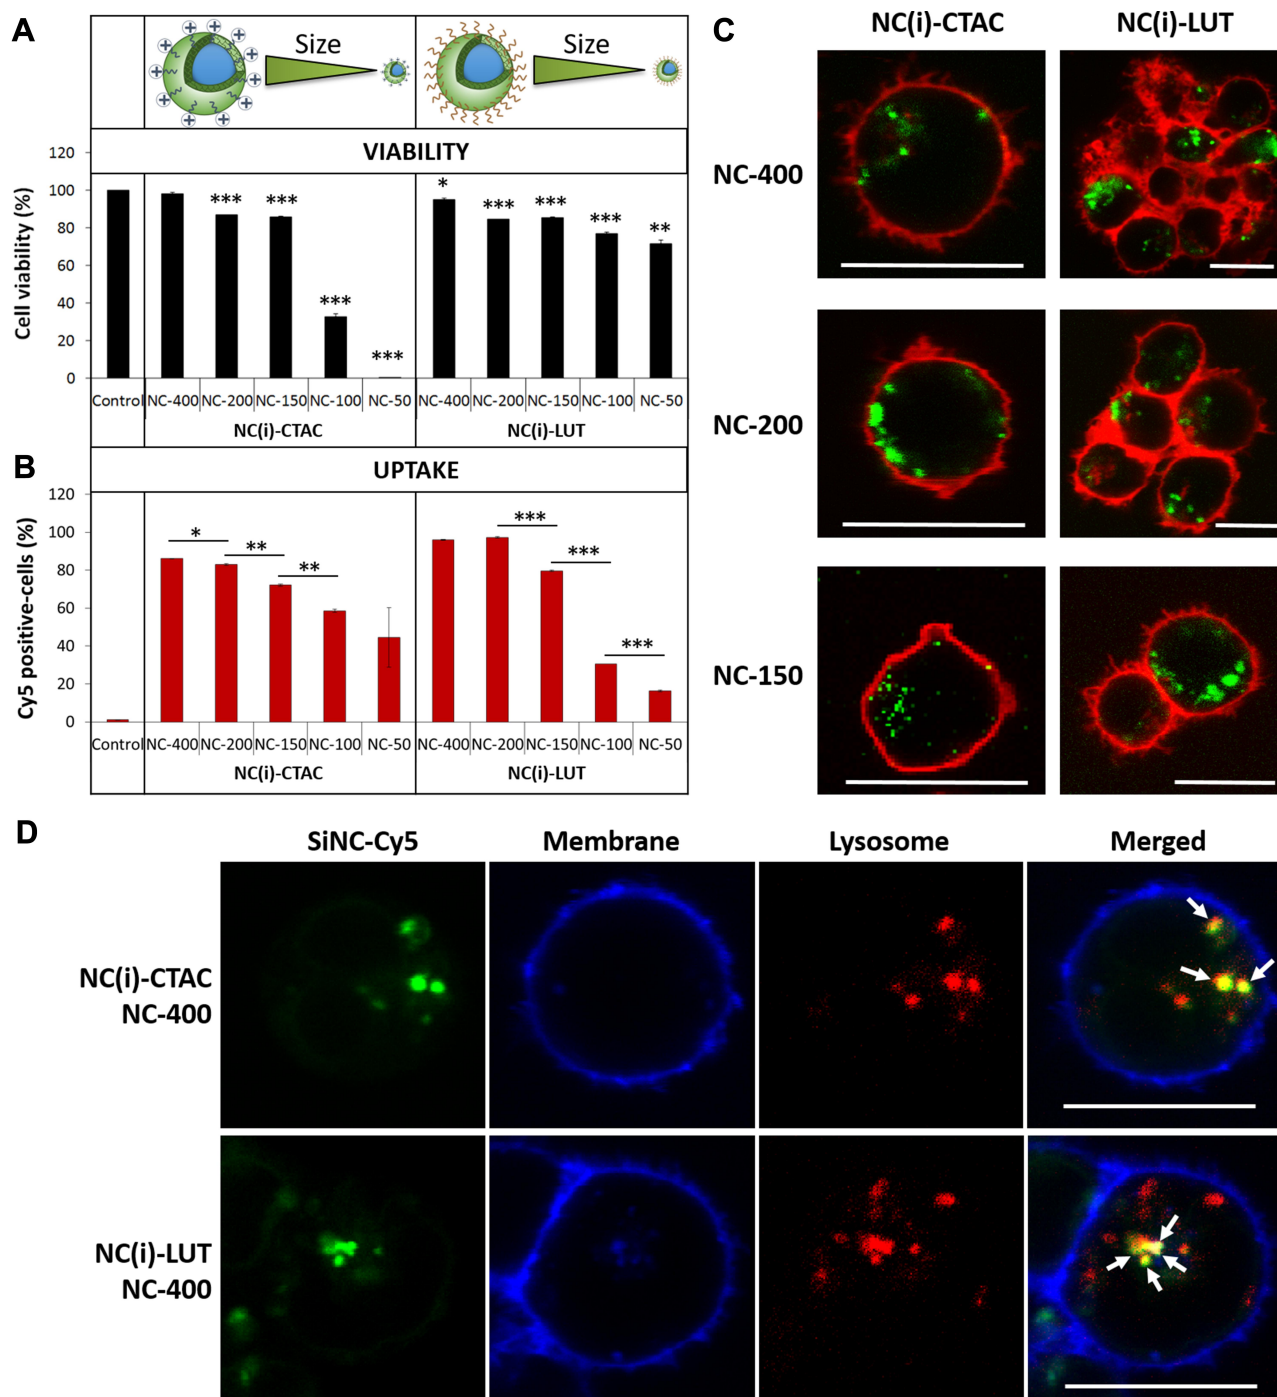 A
Size
Size
VIABILITY
Cell viability (%)
120
100
80
60
40
20
0
***
***
***
***
*
***
***
***
**
Control
NC-400
NC-200
NC-150
NC-100
NC-50
NC-400
NC-200
NC-150
NC-100
NC-50
NC(i)-CTAC
NC(i)-LUT
B
UPTAKE
Cy5 positive-cells (%)
120
100
80
60
40
20
0
*
**
**
***
***
***
Control
NC-400
NC-200
NC-150
NC-100
NC-50
NC-400
NC-200
NC-150
NC-100
NC-50
NC(i)-CTAC
NC(i)-LUT
C
NC(i)-CTAC
NC(i)-LUT
NC-400
NC-200
NC-150
D
SiNC-Cy5
Membrane
Lysosome
Merged
NC(i)-CTAC
NC-400
NC(i)-LUT
NC-400